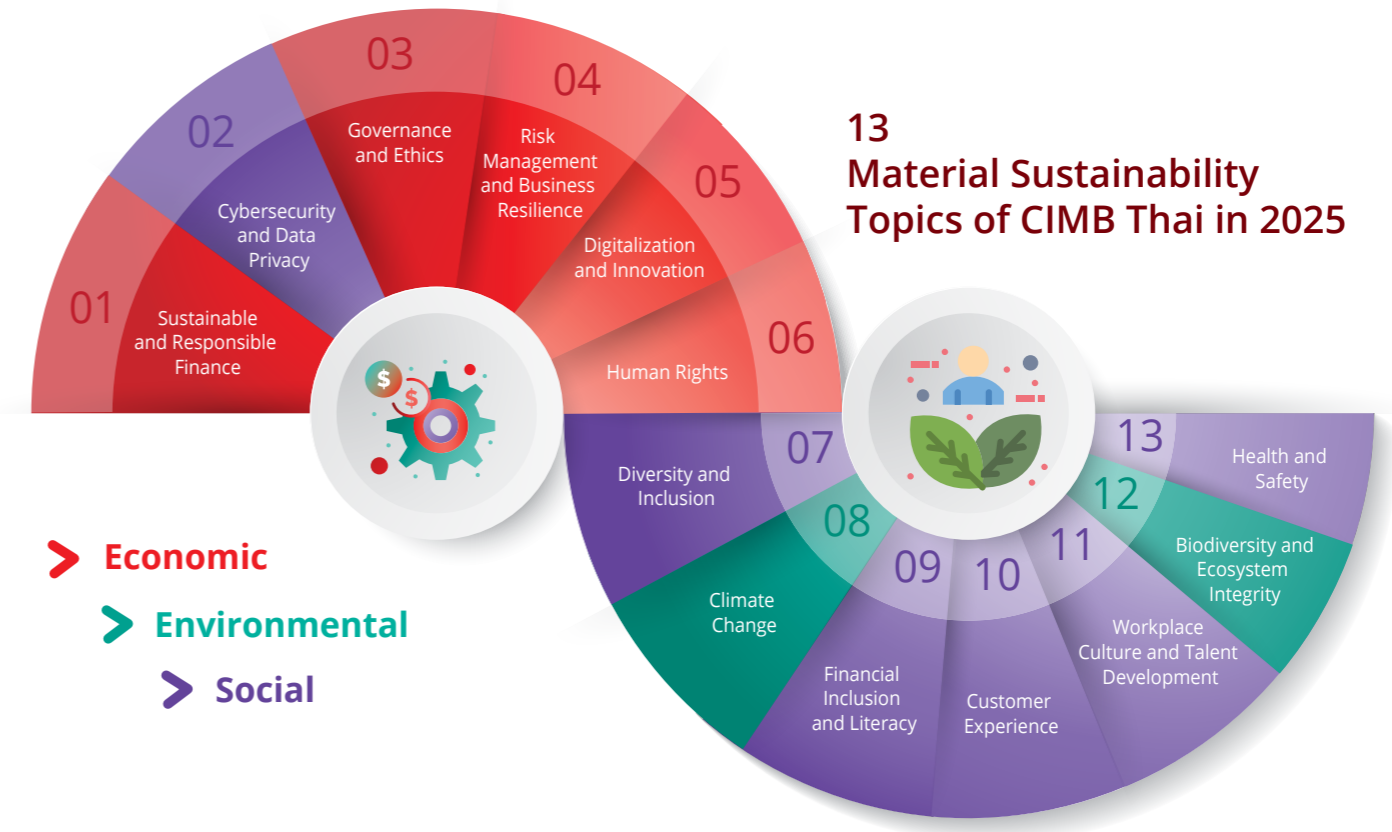 13
Material Sustainability
Topics of CIMB Thai in 2025
01
Sustainable
and Responsible
Finance
02
Cybersecurity
and Data
Privacy
03
Governance
and Ethics
04
Risk
Management
and Business
Resilience
05
Digitalization
and Innovation
06
Human Rights
$
$
07
Diversity and
Inclusion
08
Climate
Change
09
Financial
Inclusion
and Literacy
10
Customer
Experience
11
Workplace
Culture and Talent
Development
12
Biodiversity and
Ecosystem
Integrity
13
Health and
Safety
Economic
Environmental
Social